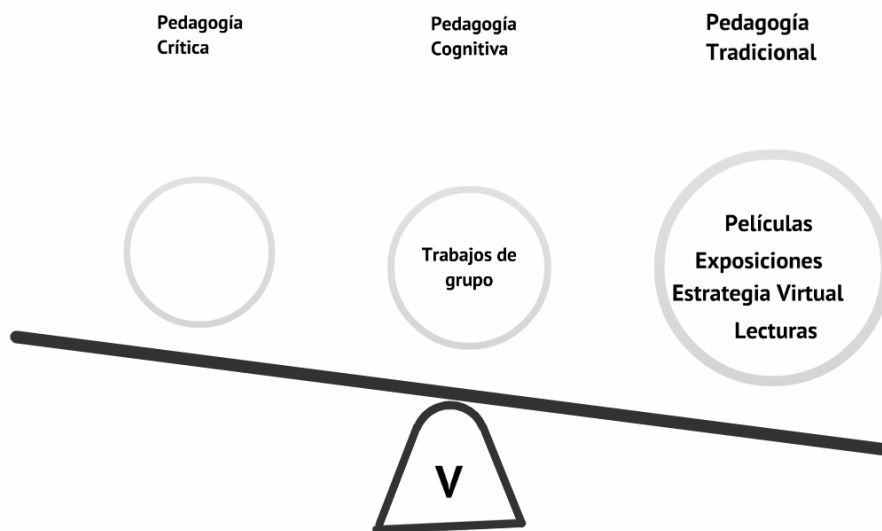 Pedagogía
Crítica
Pedagogía
Cognitiva
Pedagogía
Tradicional
Trabajos de
grupo
Películas
Exposiciones
Estrategia Virtual
Lecturas
V